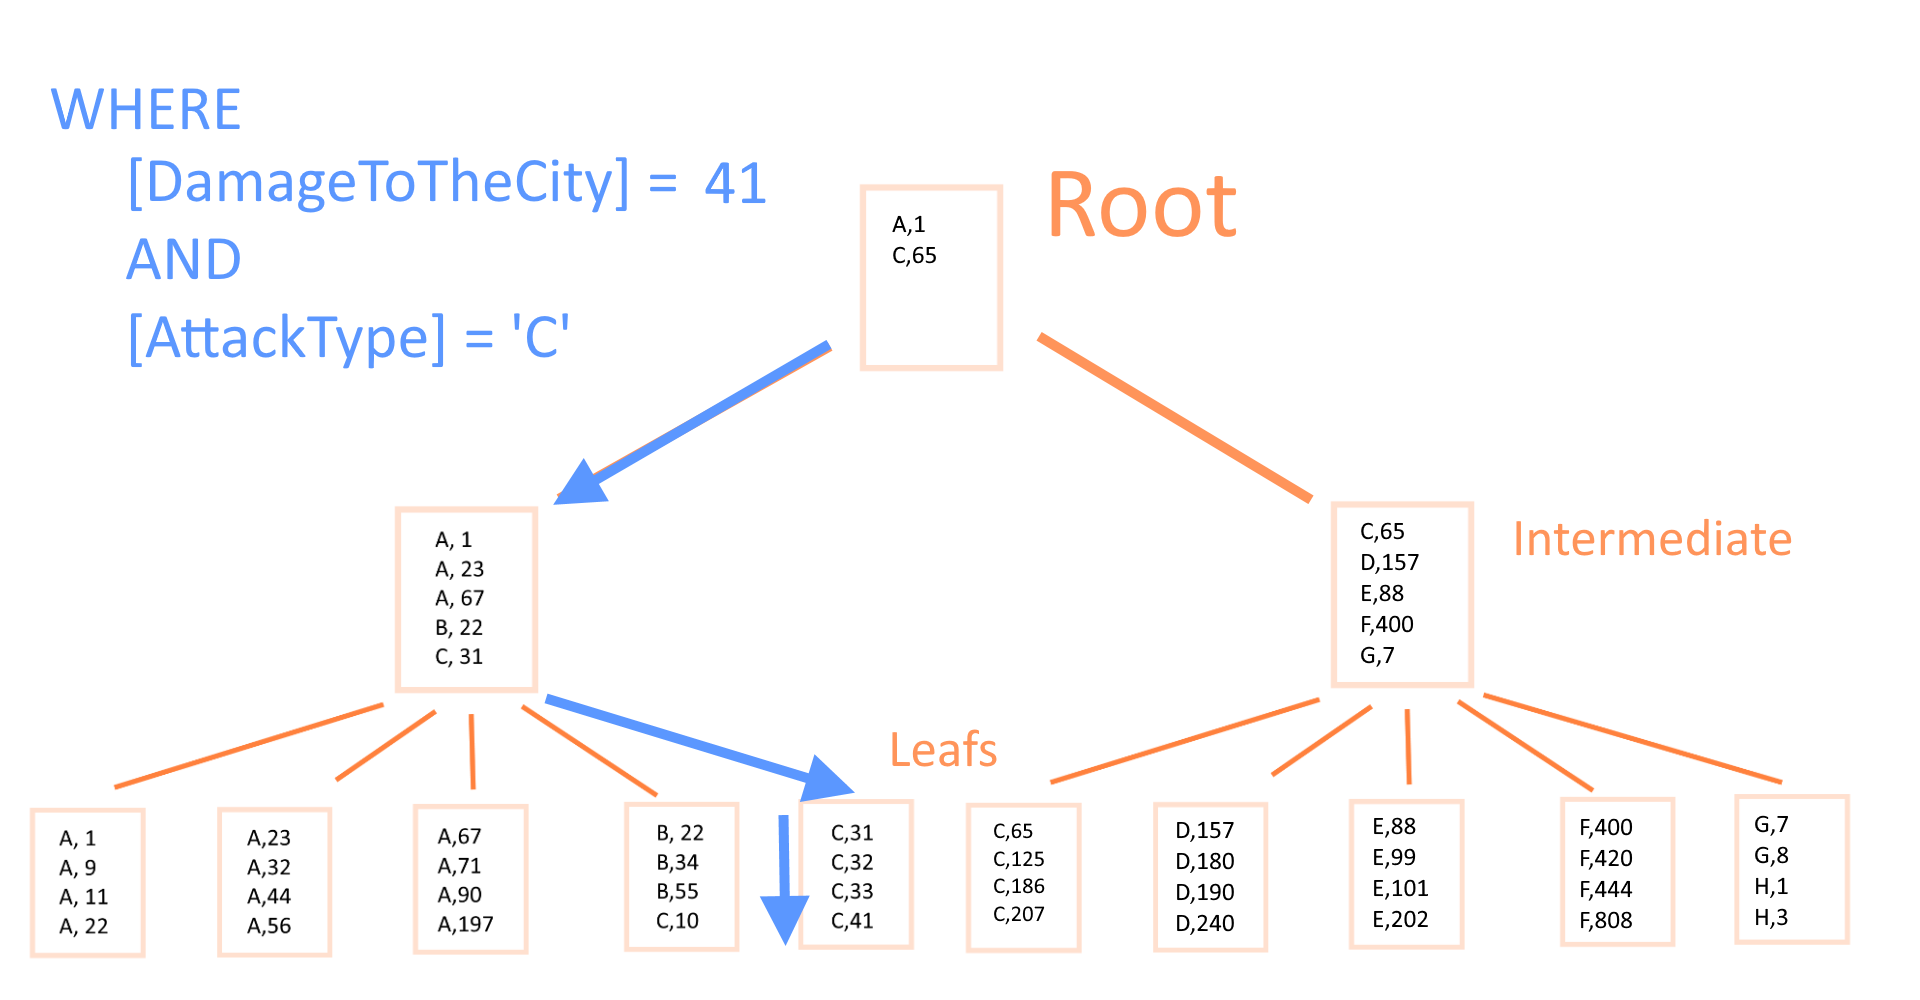 WHERE
[DamageToTheCity] = 41
AND
[AttackType] = 'C'
Root
A,1
C,65
A, 1
A, 23
A, 67
B, 22
C, 31
Intermediate
C,65
D,157
E,88
F,400
G,7
Leafs
A, 1
A, 9
A, 11
A, 22
A,23
A,32
A,44
A,56
A,67
A,71
A,90
A,197
B, 22
B,34
B,55
C,10
C,31
C,32
C,33
C,41
C,65
C,125
C,186
C,207
D,157
D,180
D,190
D,240
E,88
E,99
E,101
E,202
F,400
F,420
F,444
F,808
G,7
G,8
H,1
H,3